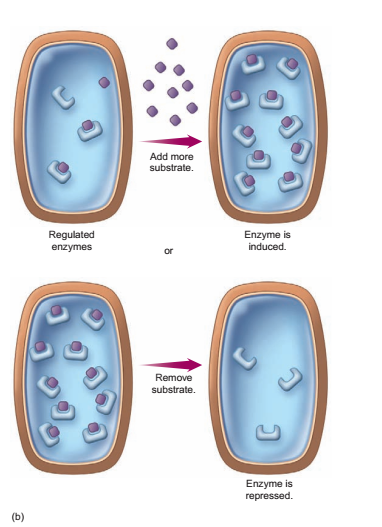 Add more
substrate.
Regulated
enzymes
or
Enzyme is
induced.
Remove
substrate.
Enzyme is
repressed.
(b)